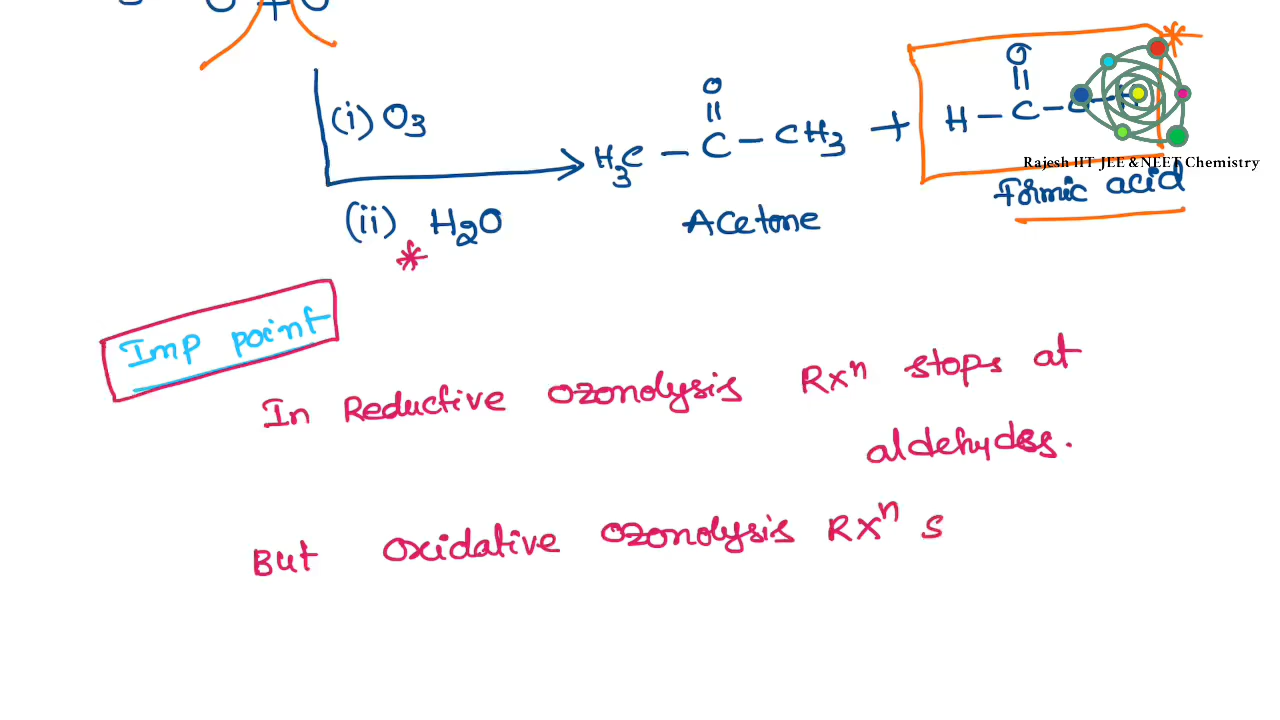 (i) O3
O
||
H3C – C – CH3 +
O
||
H – C – O
Rajesh IIT JEE &NEET Chemistry
Formic acid
(ii) H2O
*
Acetone
Imp point
In Reductive Ozonolysis Rxn stops at
aldehydes.
But Oxidative Ozonolysis Rxn s